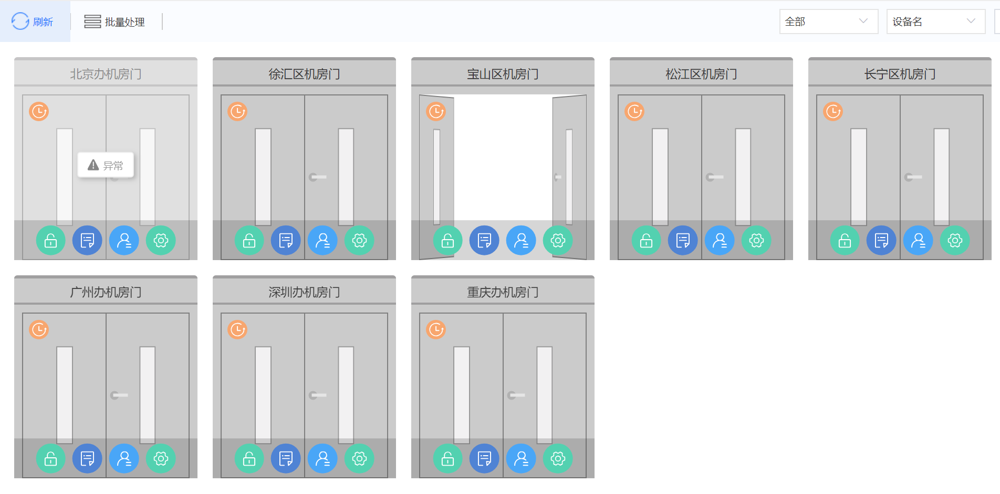 刷新 批量处理 全部 设备名
北京办机房门 徐汇区机房门 宝山区机房门 松江区机房门 长宁区机房门
异常
广州办机房门 深圳办机房门 重庆办机房门